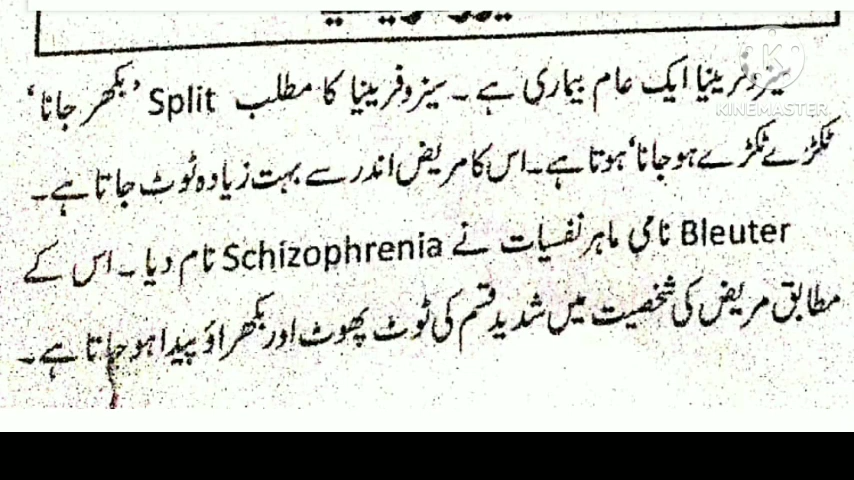 سیزوفرینیا ایک عام بیماری ہے ۔ سیزوفرینیا کا مطلب Split ’بکھر جانا‘
ٹکڑے ٹکڑے ہو جانا‘ ہوتا ہے۔ اس کا مریض اندر سے بہت زیادہ ٹوٹ جاتا ہے۔
Bleuter نامی ماہر نفسیات نے Schizophrenia نام دیا ۔ اس کے
مطابق مریض کی شخصیت میں شدید قسم کی ٹوٹ پھوٹ اور بکھراؤ پیدا ہو جاتا ہے۔
KINEMASTER